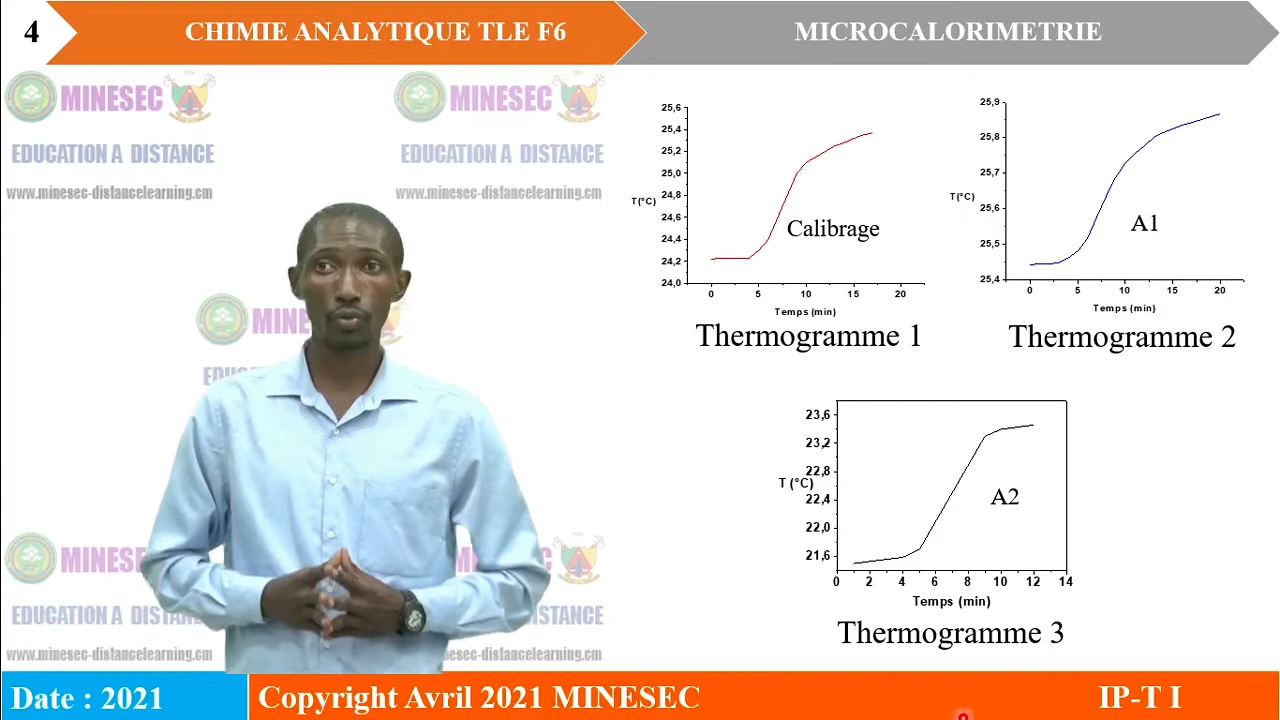 4
CHIMIE ANALYTIQUE TLE F6
MICROCALORIMETRIE
MINESEC
EDUCATION A DISTANCE
www.minesec-distancelearning.cm
MINESEC
EDUCATION A DISTANCE
www.minesec-distancelearning.cm
25,6
25,4
25,2
25,0
24,8
24,6
24,4
24,2
24,0
T(°C)
Calibrage
0 5 10 15 20
Temps (min)
Thermogramme 1
25,9
25,8
25,7
25,6
25,5
25,4
T(°C)
A1
0 5 10 15 20
Temps (min)
Thermogramme 2
23,6
23,2
22,8
22,4
22,0
21,6
T (°C)
A2
0 2 4 6 8 10 12 14
Temps (min)
Thermogramme 3
MINESEC
EDUCATION A
www.minesec-distancelearning.cm
DISTANCE
Date : 2021
Copyright Avril 2021 MINESEC
IP-T I